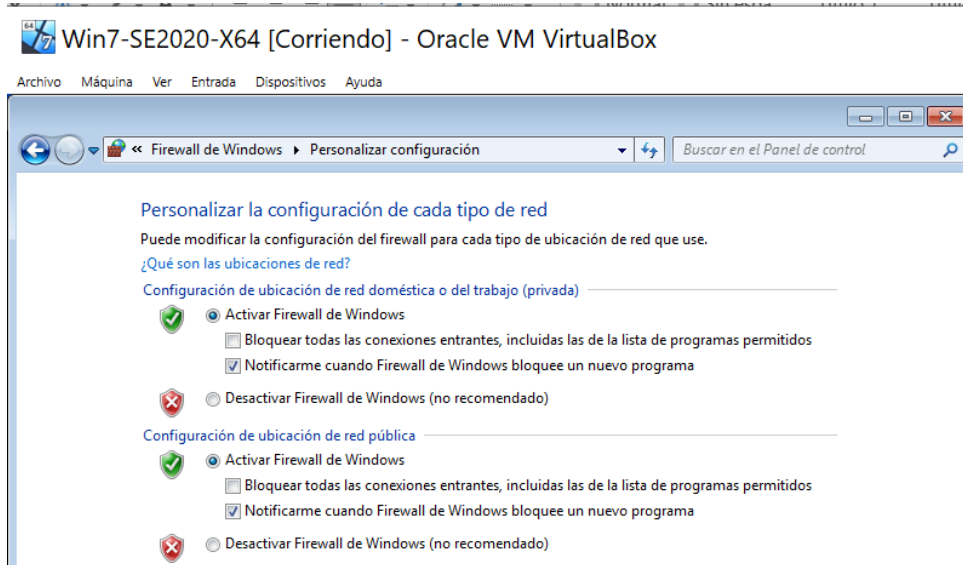 Win7-SE2020-X64 [Corriendo] - Oracle VM VirtualBox
Archivo Máquina Ver Entrada Dispositivos Ayuda
« Firewall de Windows Personalizar configuración Buscar en el Panel de control
Personalizar la configuración de cada tipo de red
Puede modificar la configuración del firewall para cada tipo de ubicación de red que use.
¿Qué son las ubicaciones de red?
Configuración de ubicación de red doméstica o del trabajo (privada)
Activar Firewall de Windows
Bloquear todas las conexiones entrantes, incluidas las de la lista de programas permitidos
Notificarme cuando Firewall de Windows bloquee un nuevo programa
Desactivar Firewall de Windows (no recomendado)
Configuración de ubicación de red pública
Activar Firewall de Windows
Bloquear todas las conexiones entrantes, incluidas las de la lista de programas permitidos
Notificarme cuando Firewall de Windows bloquee un nuevo programa
Desactivar Firewall de Windows (no recomendado)